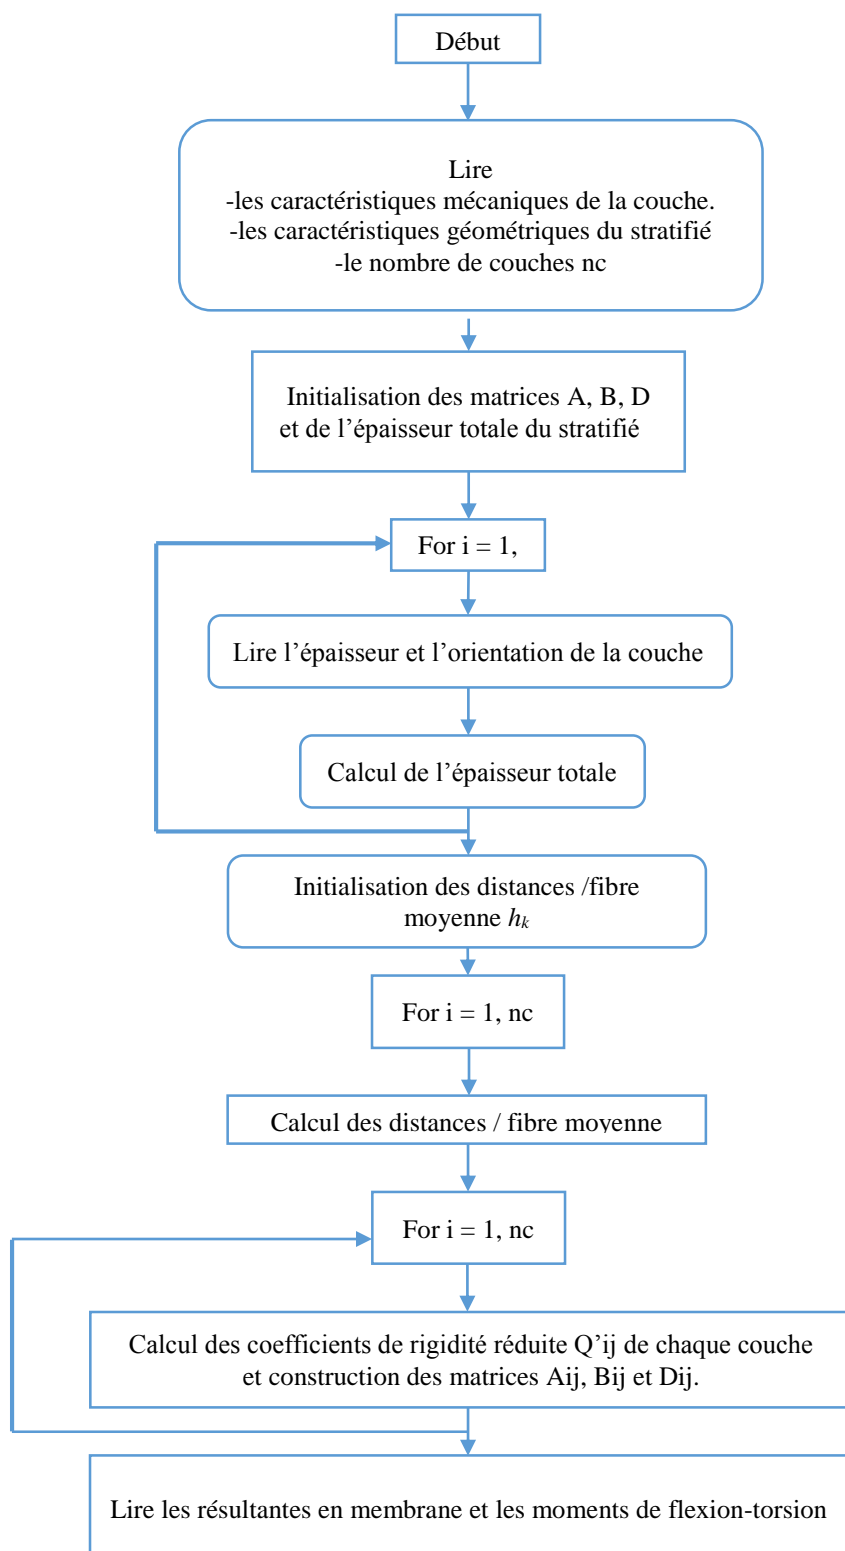 Début
Lire
-les caractéristiques mécaniques de la couche.
-les caractéristiques géométriques du stratifié
-le nombre de couches nc
Initialisation des matrices A, B, D
et de l’épaisseur totale du stratifié
For i = 1,
Lire l’épaisseur et l’orientation de la couche
Calcul de l’épaisseur totale
Initialisation des distances /fibre
moyenne hk
For i = 1, nc
Calcul des distances / fibre moyenne
For i = 1, nc
Calcul des coefficients de rigidité réduite Q’ij de chaque couche
et construction des matrices Aij, Bij et Dij.
Lire les résultantes en membrane et les moments de flexion-torsion